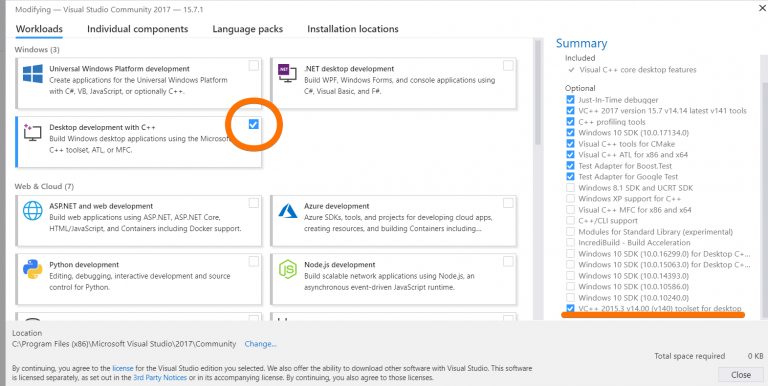 Modifying — Visual Studio Community 2017 — 15.7.1
Workloads
Individual components
Language packs
Installation locations
Windows (3)
Universal Windows Platform development
Create applications for the Universal Windows Platform
with C#, VB, JavaScript, or optionally C++.
.NET
.NET desktop development
Build WPF, Windows Forms, and console applications using
C#, Visual Basic, and F#.
Desktop development with C++
Build Windows desktop applications using the Microsoft
C++ toolset, ATL, or MFC.
Web & Cloud (7)
ASP.NET and web development
Build web applications using ASP.NET, ASP.NET Core,
HTML/JavaScript, and Containers including Docker support.
Azure development
Azure SDKs, tools, and projects for developing cloud apps,
creating resources, and building Containers including...
Python development
Editing, debugging, interactive development and source
control for Python.
JS
Node.js development
Build scalable network applications using Node.js, an
asynchronous event-driven JavaScript runtime.
Summary
Included
Visual C++ core desktop features
Optional
Just-In-Time debugger
VC++ 2017 version 15.7 v14.14 latest v141 tools
C++ profiling tools
Windows 10 SDK (10.0.17134.0)
Visual C++ tools for CMake
Visual C++ ATL for x86 and x64
Test Adapter for Boost.Test
Test Adapter for Google Test
Windows 8.1 SDK and UCRT SDK
Windows XP support for C++
Visual C++ MFC for x86 and x64
C++/CLI support
Modules for Standard Library (experimental)
IncrediBuild - Build Acceleration
Windows 10 SDK (10.0.16299.0) for Desktop C+...
Windows 10 SDK (10.0.15063.0) for Desktop C+...
Windows 10 SDK (10.0.14393.0)
Windows 10 SDK (10.0.10586.0)
Windows 10 SDK (10.0.10240.0)
VC++ 2015.3 v14.00 (v140) toolset for desktop
Location
C:\Program Files (x86)\Microsoft Visual Studio\2017\Community Change...
Total space required 0 KB
By continuing, you agree to the license for the Visual Studio edition you selected. We also offer the ability to download other software with Visual Studio. This software
is licensed separately, as set out in the 3rd Party Notices or in its accompanying license. By continuing, you also agree to those licenses.
Close